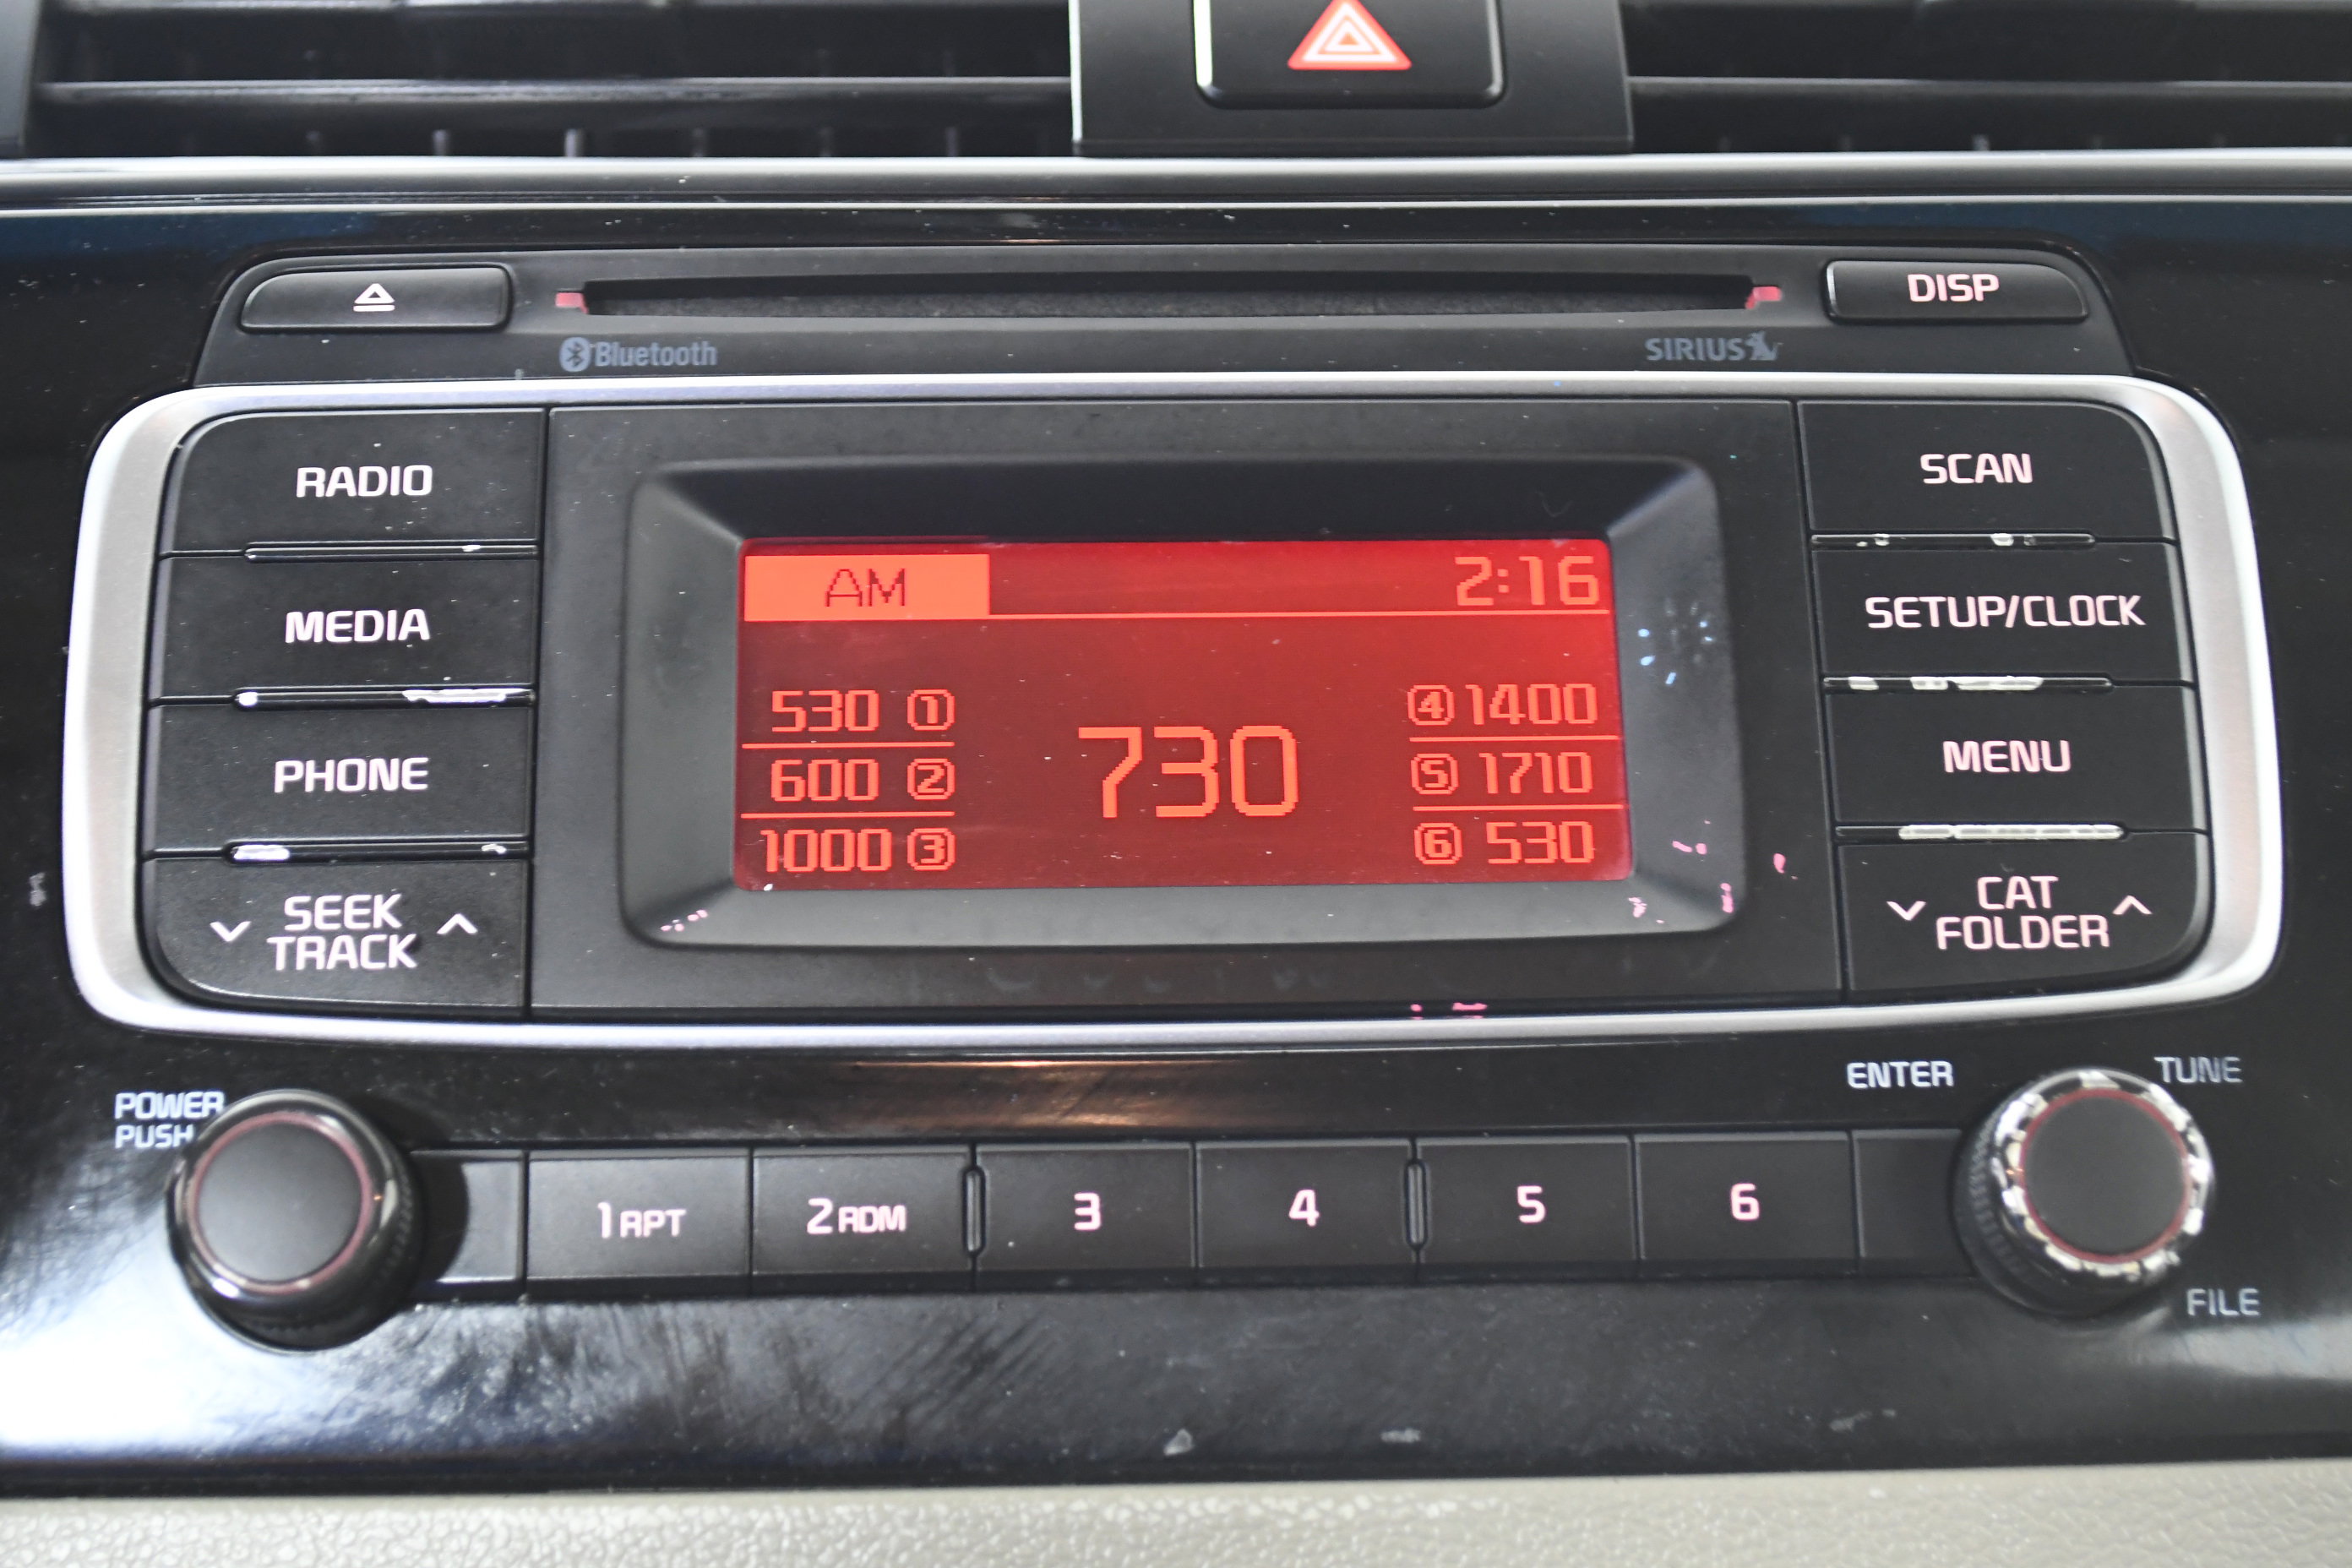 DISP
Bluetooth
SIRIUS
RADIO
SCAN
MEDIA
SETUP/CLOCK
PHONE
MENU
SEEK
TRACK
CAT
FOLDER
AM 2:16
530 1
600 2
1000 3
730
4 1400
5 1710
6 530
POWER
PUSH
ENTER
TUNE
1 RPT
2 RDM
3
4
5
6
FILE